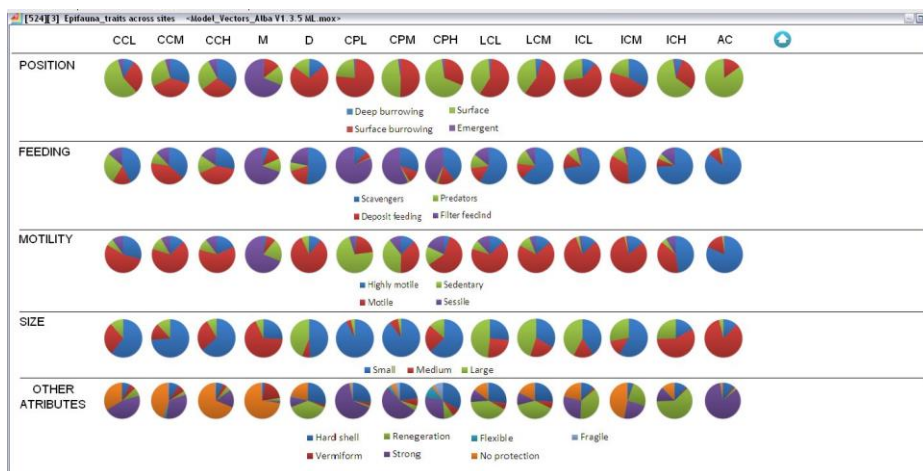 [524][3] Epifauna_traits across sites <Model_Vectors_Alba V1.3.5 ML.mox>
CCL CCM CCH M D CPL CPM CPH LCL LCM ICL ICM ICH AC
POSITION
Deep burrowing Surface
Surface burrowing Emergent
FEEDING
Scavengers Predators
Deposit feeding Filter feedind
MOTILITY
Highly motile Sedentary
Motile Sessile
SIZE
Small Medium Large
OTHER
ATRIBUTES
Hard shell Renegeration Flexible Fragile
Vermiform Strong No protection